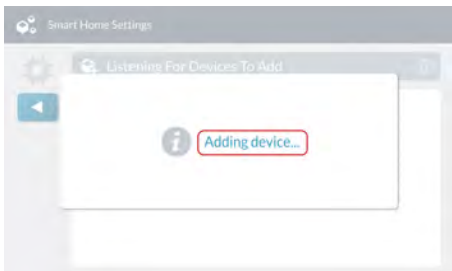 Smart Home Settings
Listening For Devices To Add
Adding device...